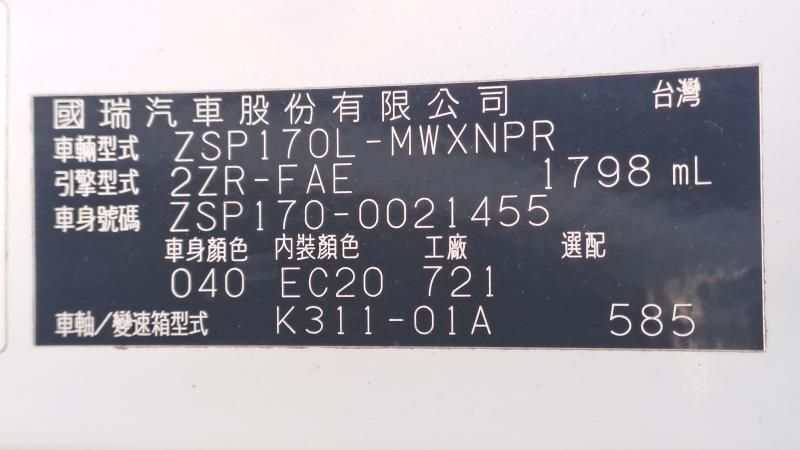 國瑞汽車股份有限公司 台灣
車輛型式 ZSP170L-MWXNPR
引擎型式 2ZR-FAE 1798 mL
車身號碼 ZSP170-0021455
車身顏色 內裝顏色 工廠 選配
040 EC20 721
車軸/變速箱型式 K311-01A 585